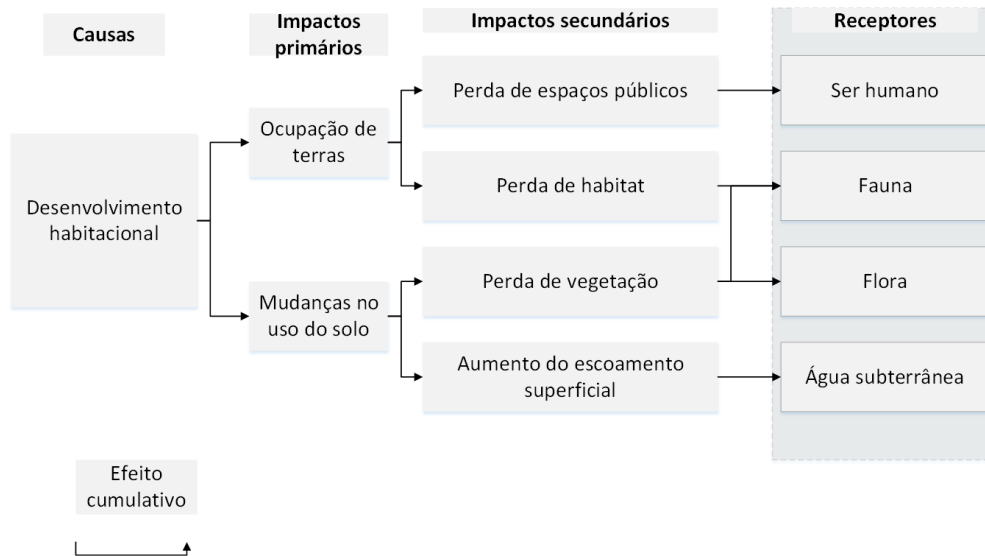 Causas
Impactos
primários
Impactos secundários
Receptores
Desenvolvimento
habitacional
Ocupação de
terras
Mudanças no
uso do solo
Perda de espaços públicos
Perda de habitat
Perda de vegetação
Aumento do escoamento
superficial
Ser humano
Fauna
Flora
Água subterrânea
Efeito
cumulativo